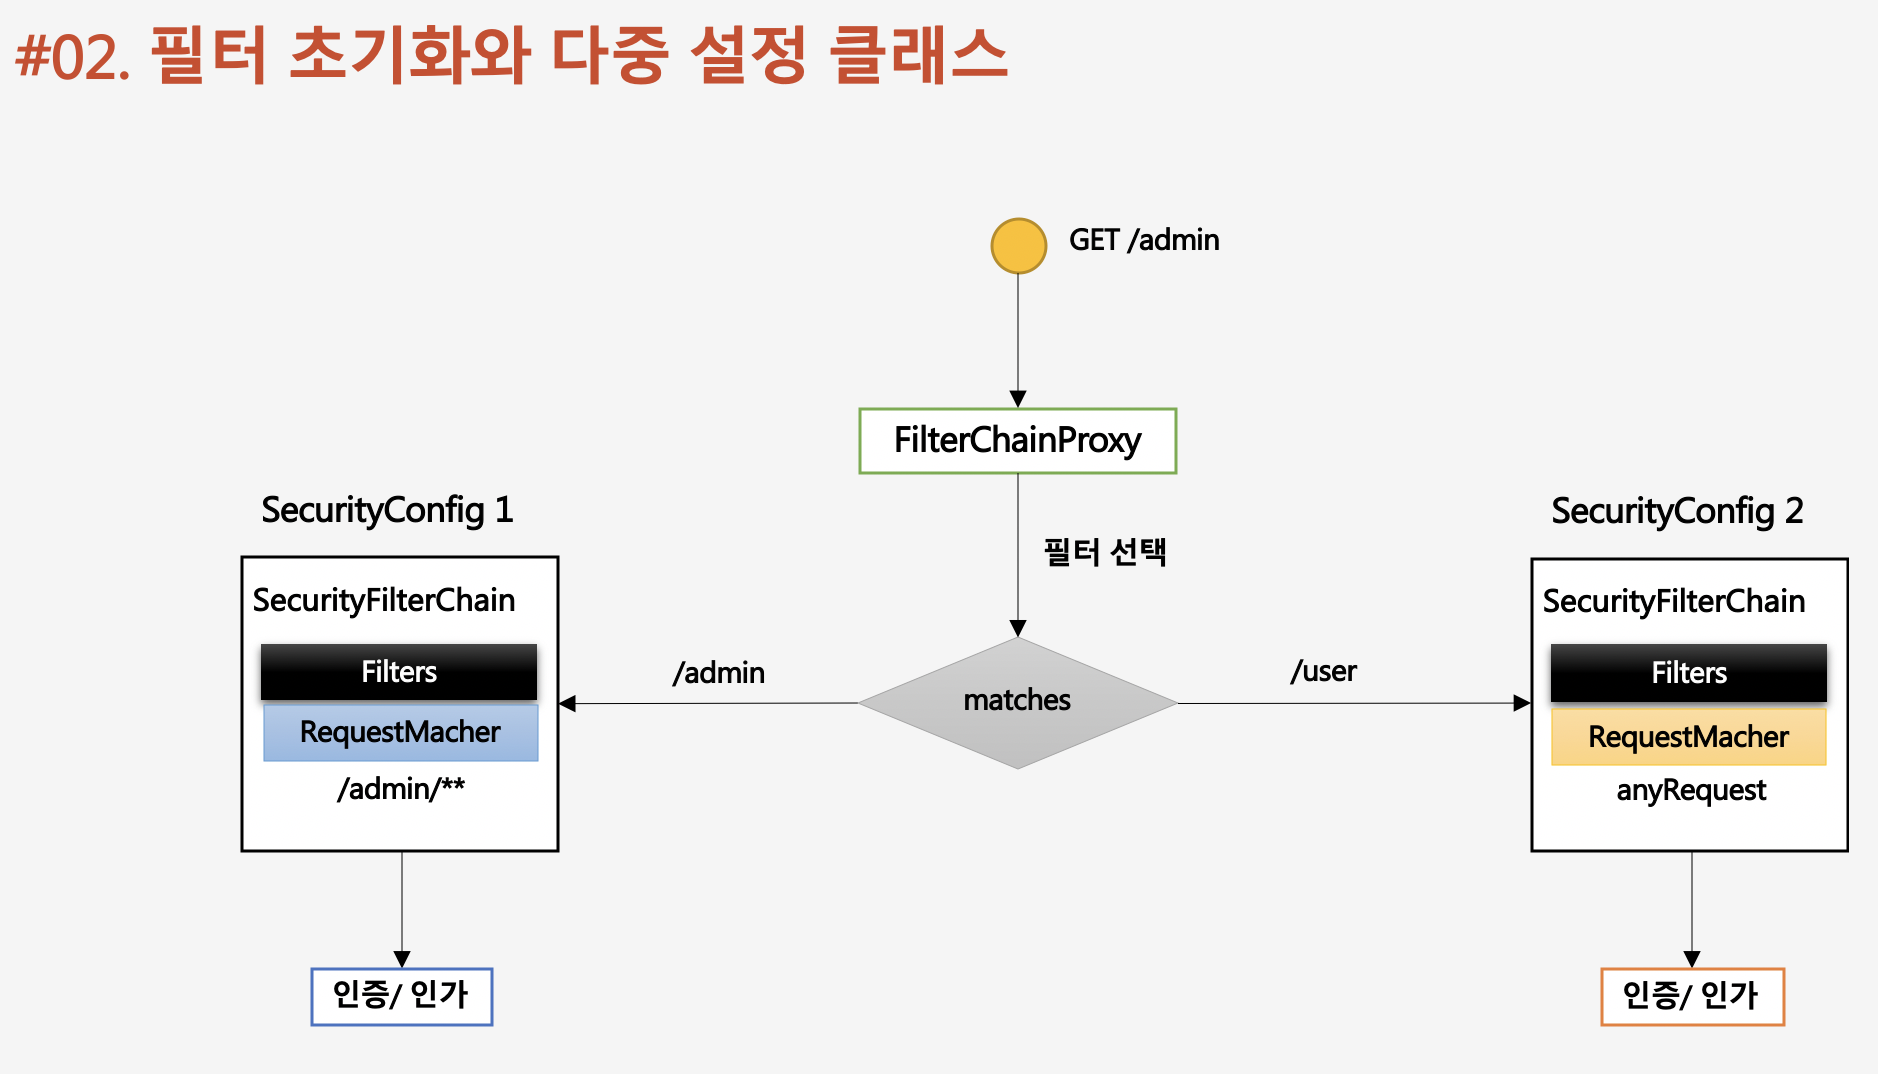 #02. 필터 초기화와 다중 설정 클래스
GET /admin
FilterChainProxy
필터 선택
matches
/admin
/user
SecurityConfig 1
SecurityFilterChain
Filters
RequestMacher
/admin/**
인증/ 인가
SecurityConfig 2
SecurityFilterChain
Filters
RequestMacher
anyRequest
인증/ 인가